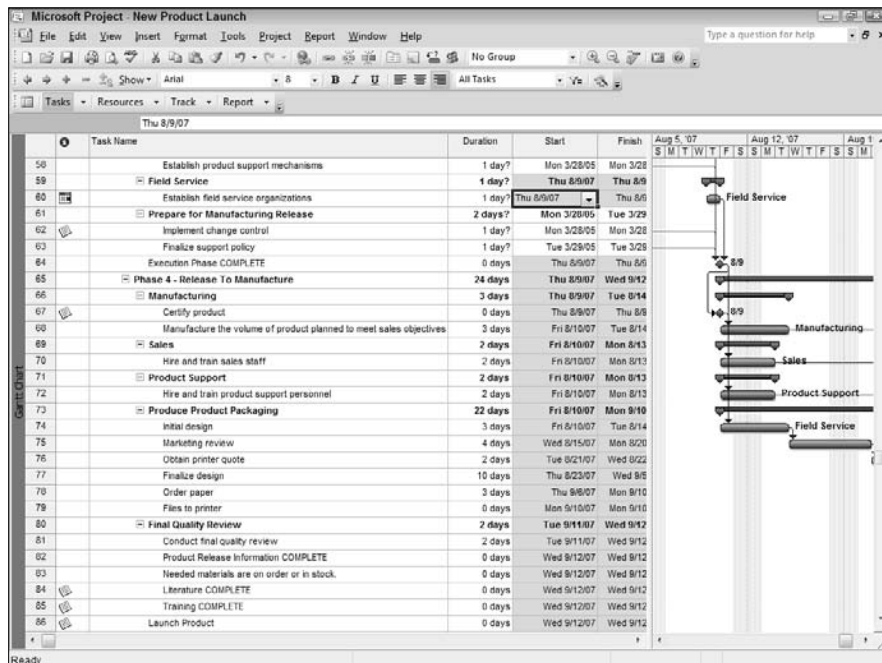 Microsoft Project - New Product Launch
File Edit View Insert Format Tools Project Report Window Help Type a question for help
No Group
Show Arial 8 B I U All Tasks
Tasks Resources Track Report
Thu 8/9/07
Task Name Duration Start Finish Aug 5, '07 Aug 12, '07 Aug 1
S M T W T F S S M T W T F S S M
58 Establish product support mechanisms 1 day? Mon 3/28/05 Mon 3/28
59 Field Service 1 day? Thu 8/9/07 Thu 8/9
60 Establish field service organizations 1 day? Thu 8/9/07 Thu 8/9 Field Service
61 Prepare for Manufacturing Release 2 days? Mon 3/28/05 Tue 3/29
62 Implement change control 1 day? Mon 3/28/05 Mon 3/28
63 Finalize support policy 1 day? Tue 3/29/05 Tue 3/29
64 Execution Phase COMPLETE 0 days Thu 8/9/07 Thu 8/9 8/9
65 Phase 4 - Release To Manufacture 24 days Thu 8/9/07 Wed 9/12
66 Manufacturing 3 days Thu 8/9/07 Tue 8/14
67 Certify product 0 days Thu 8/9/07 Thu 8/9 8/9
68 Manufacture the volume of product planned to meet sales objectives 3 days Fri 8/10/07 Tue 8/14 Manufacturing
69 Sales 2 days Fri 8/10/07 Mon 8/13
70 Hire and train sales staff 2 days Fri 8/10/07 Mon 8/13 Sales
71 Product Support 2 days Fri 8/10/07 Mon 8/13
72 Hire and train product support personnel 2 days Fri 8/10/07 Mon 8/13 Product Support
73 Produce Product Packaging 22 days Fri 8/10/07 Mon 9/10
74 Initial design 3 days Fri 8/10/07 Tue 8/14 Field Service
75 Marketing review 4 days Wed 8/15/07 Mon 8/20
76 Obtain printer quote 2 days Tue 8/21/07 Wed 8/22
77 Finalize design 10 days Thu 8/23/07 Wed 9/5
78 Order paper 3 days Thu 9/6/07 Mon 9/10
79 Files to printer 0 days Mon 9/10/07 Mon 9/10
80 Final Quality Review 2 days Tue 9/11/07 Wed 9/12
81 Conduct final quality review 2 days Tue 9/11/07 Wed 9/12
82 Product Release Information COMPLETE 0 days Wed 9/12/07 Wed 9/12
83 Needed materials are on order or in stock. 0 days Wed 9/12/07 Wed 9/12
84 Literature COMPLETE 0 days Wed 9/12/07 Wed 9/12
85 Training COMPLETE 0 days Wed 9/12/07 Wed 9/12
86 Launch Product 0 days Wed 9/12/07 Wed 9/12
Gantt Chart
Ready